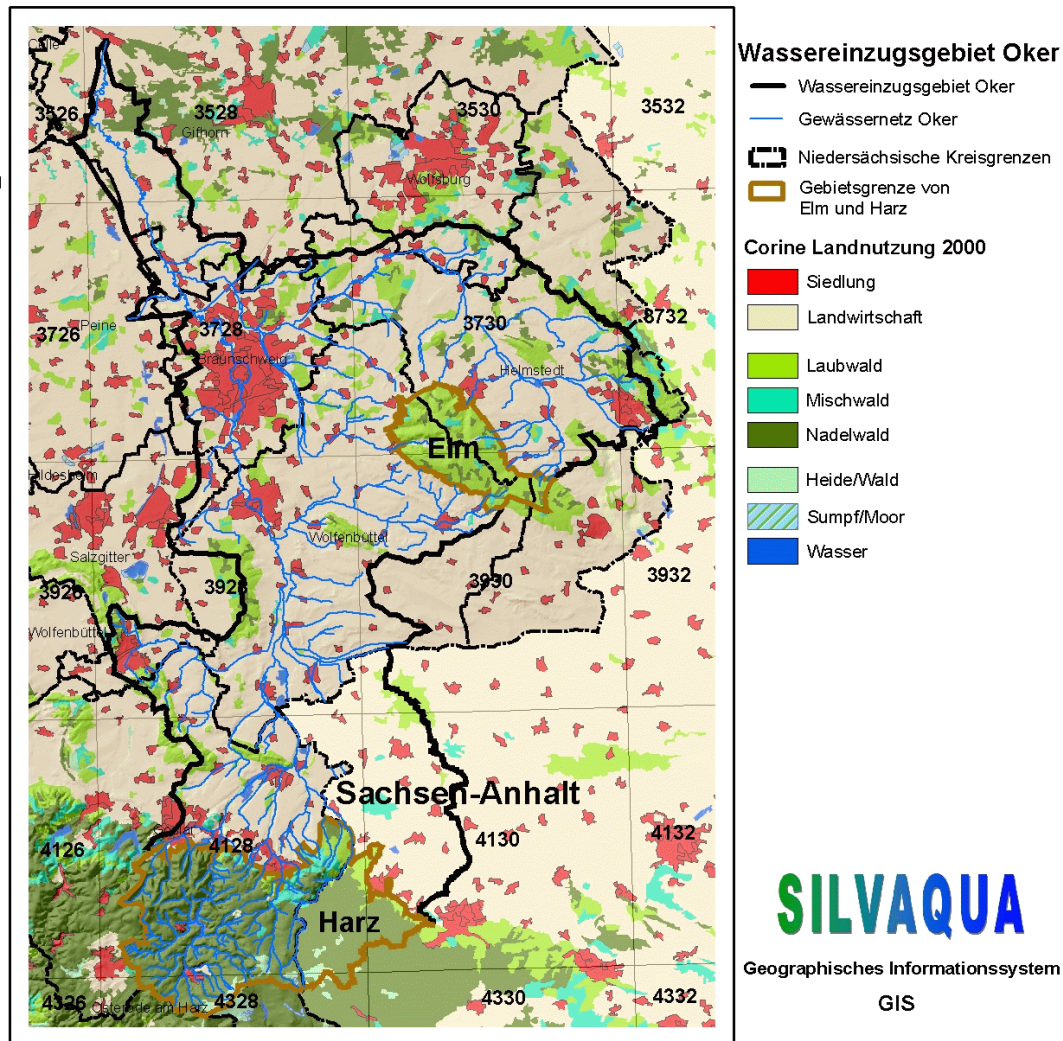 Wassereinzugsgebiet Oker
Wassereinzugsgebiet Oker
Gewässernetz Oker
Niedersächsische Kreisgrenzen
Gebietsgrenze von
Elm und Harz
Corine Landnutzung 2000
Siedlung
Landwirtschaft
Laubwald
Mischwald
Nadelwald
Heide/Wald
Sumpf/Moor
Wasser
SILVAQUA
Geographisches Informationssystem
GIS
Celle
3526
3528
3530
3532
Gifhorn
Wolfsburg
3726
Peine
3728
3730
3732
Braunschweig
Helmstedt
Elm
Hildesheim
Wolfenbüttel
Salzgitter
3926
3928
3930
3932
Wolfenbüttel
Sachsen-Anhalt
Goslar
4126
4128
4130
4132
Harz
4326
Osterode am Harz
4328
4330
4332